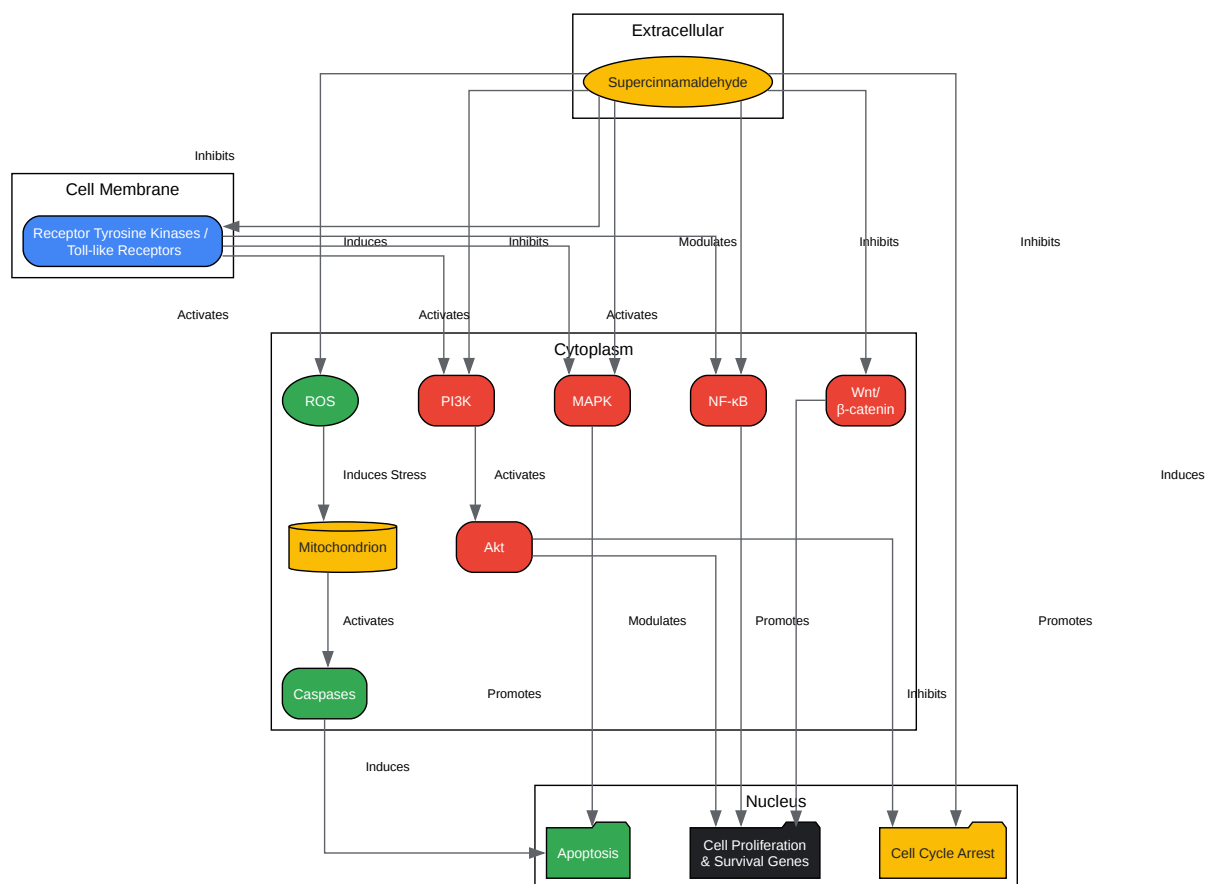 Extracellular
Supercinnamaldehyde
Inhibits
Cell Membrane
Receptor Tyrosine Kinases /
Toll-like Receptors
Induces
Inhibits
Modulates
Inhibits
Inhibits
Activates
Activates
Activates
Cytoplasm
ROS
PI3K
MAPK
NF-κB
Wnt/
β-catenin
Induces Stress
Activates
Induces
Mitochondrion
Akt
Activates
Modulates
Promotes
Promotes
Caspases
Promotes
Inhibits
Induces
Nucleus
Apoptosis
Cell Proliferation
& Survival Genes
Cell Cycle Arrest